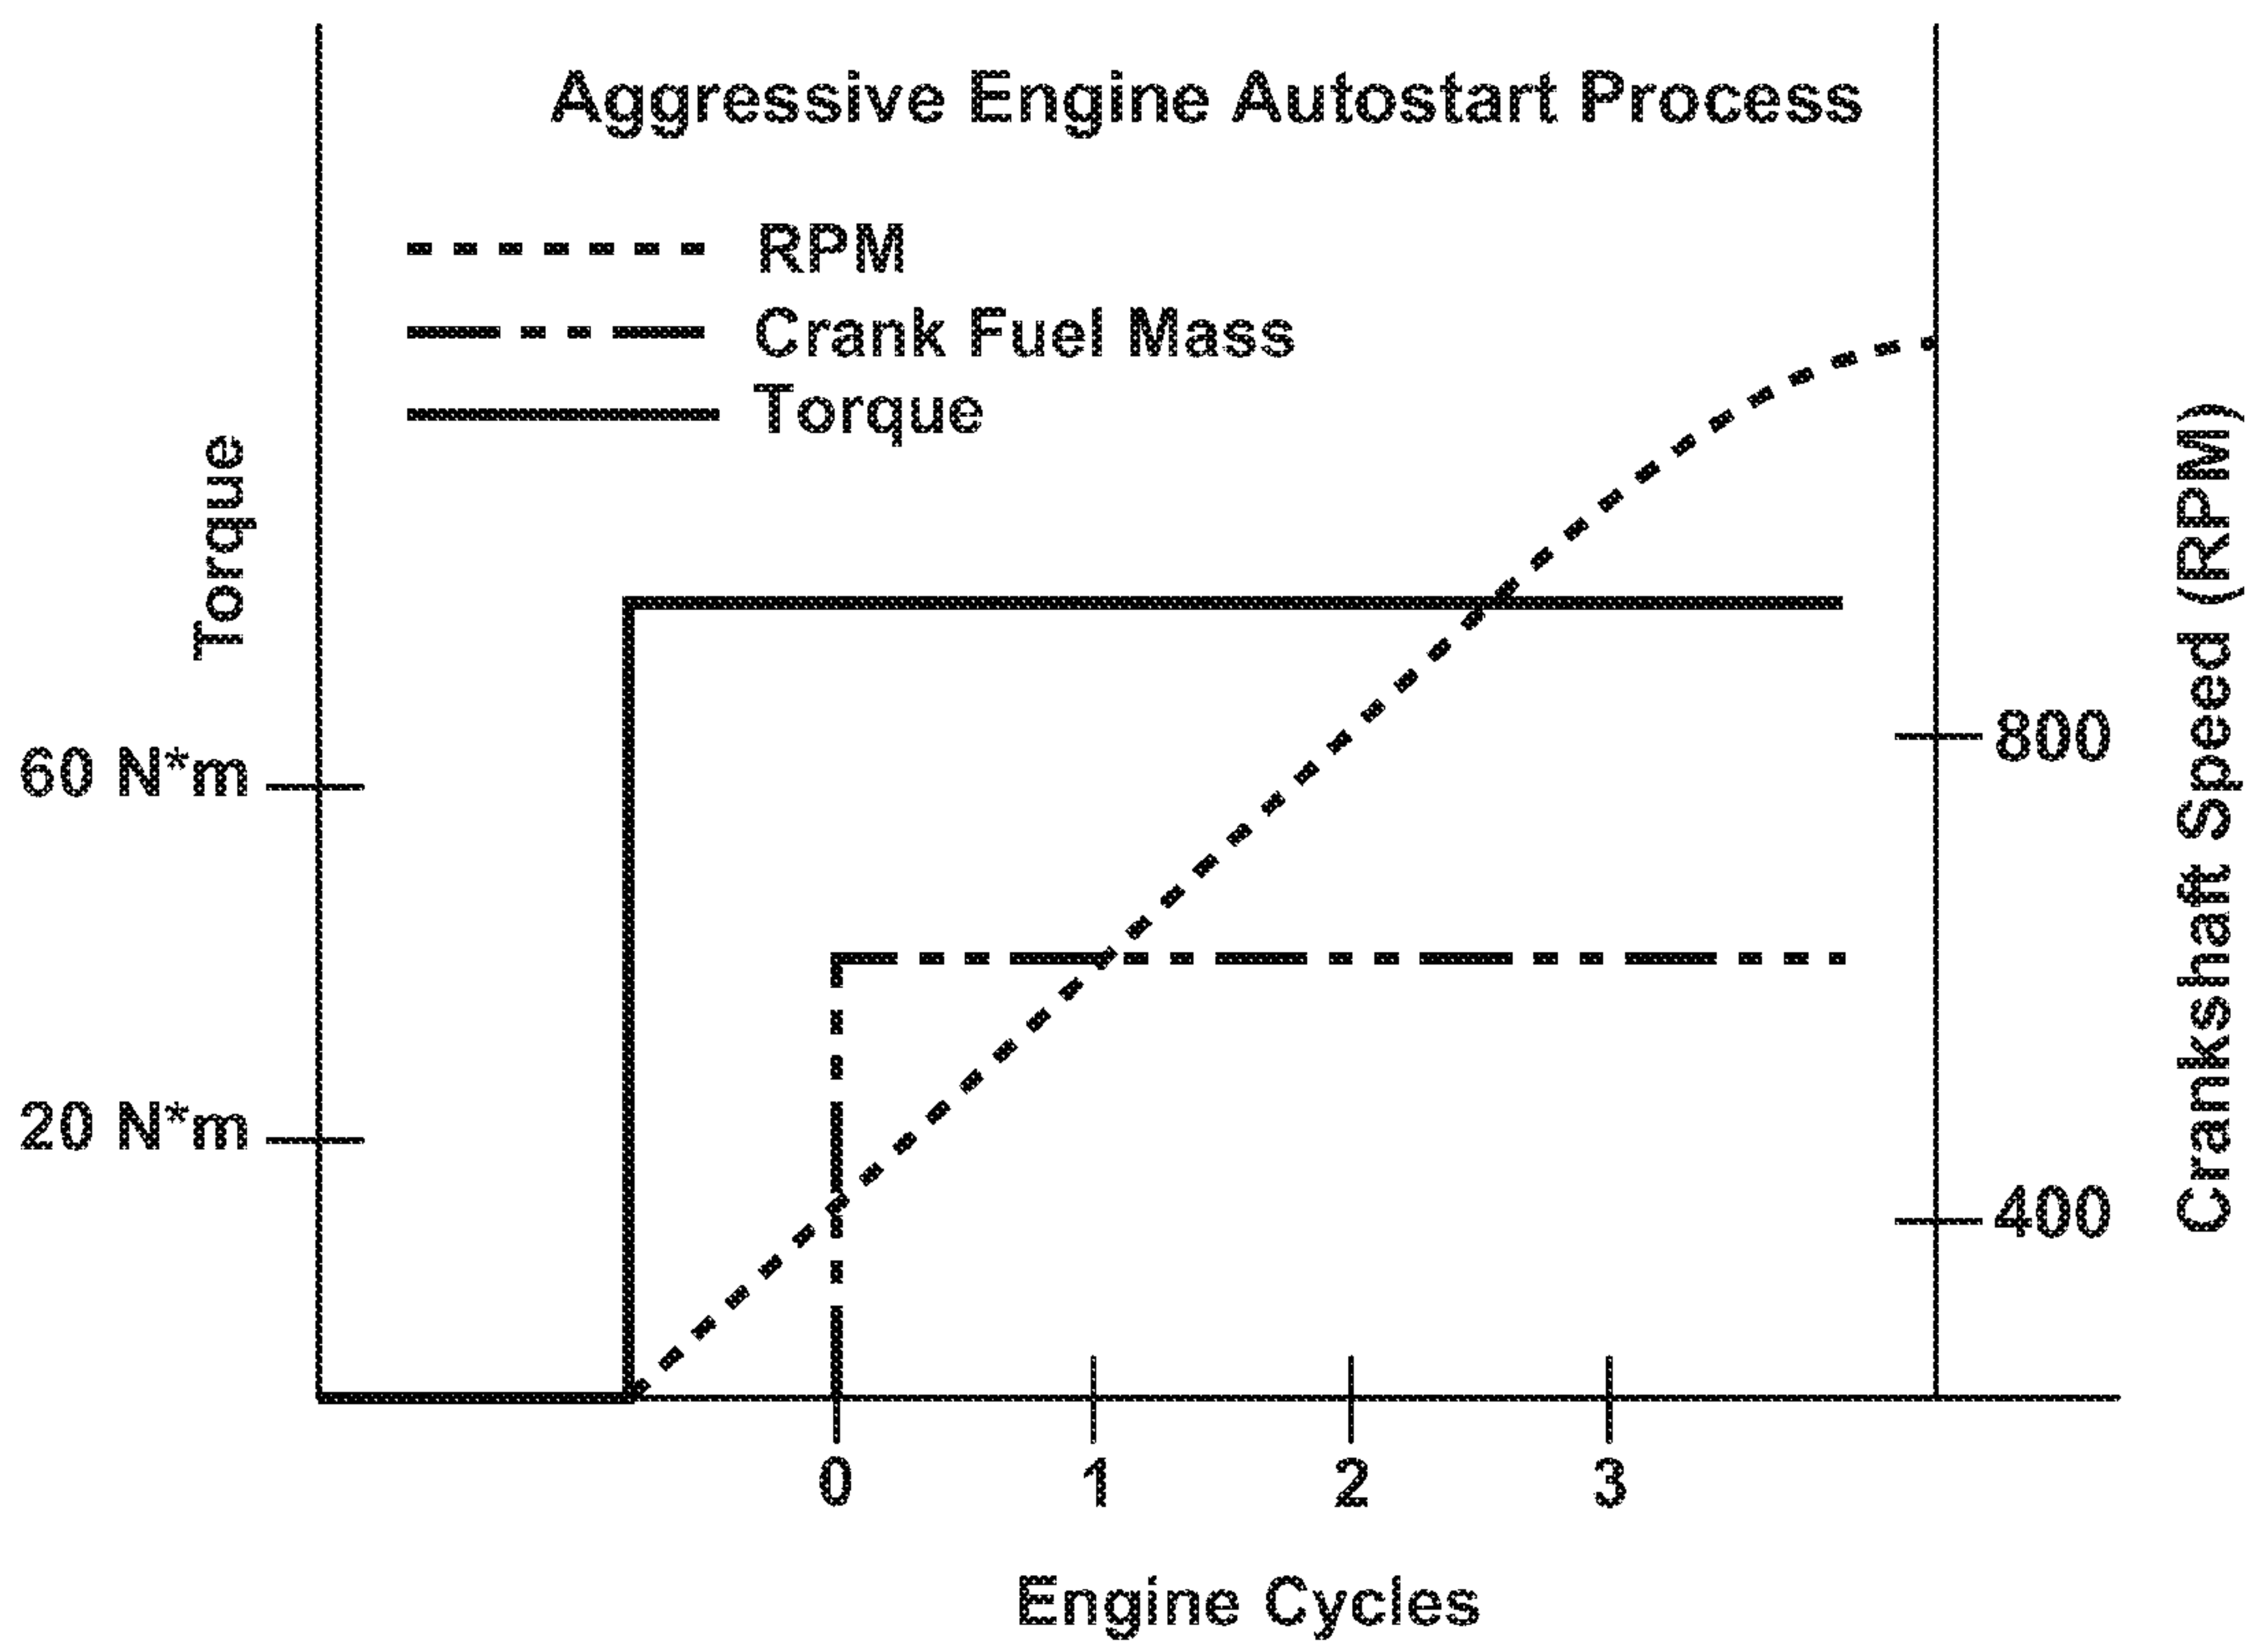 Aggressive Engine Autostart Process
RPM
Crank Fuel Mass
Torque
Torque
60 N*m
20 N*m
800
400
Crankshaft Speed (RPM)
0 1 2 3
Engine Cycles